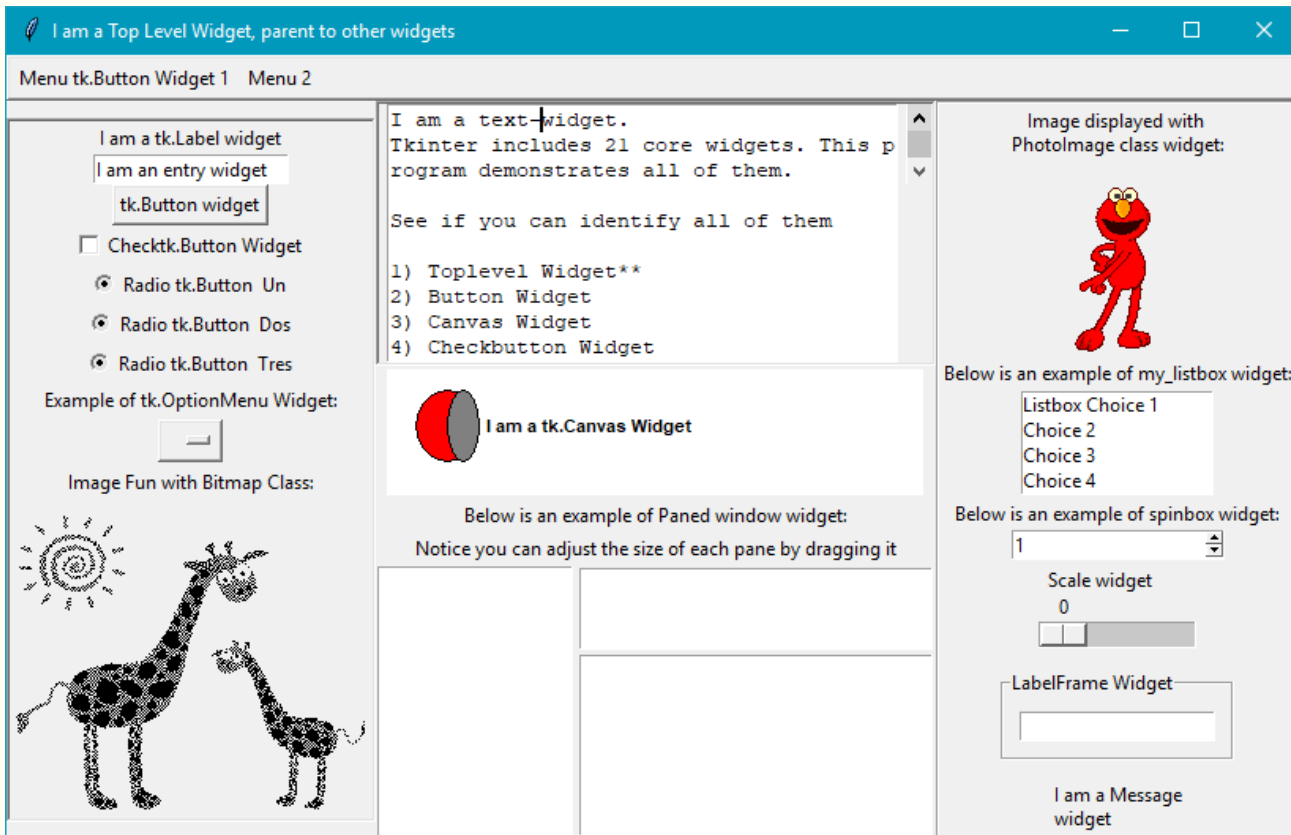 I am a Top Level Widget, parent to other widgets
Menu tk.Button Widget 1 Menu 2
I am a tk.Label widget
I am an entry widget
tk.Button widget
Checktk.Button Widget
Radio tk.Button Un
Radio tk.Button Dos
Radio tk.Button Tres
Example of tk.OptionMenu Widget:
Image Fun with Bitmap Class:
I am a text-widget.
Tkinter includes 21 core widgets. This p
rogram demonstrates all of them.
See if you can identify all of them
1) Toplevel Widget**
2) Button Widget
3) Canvas Widget
4) Checkbutton Widget
I am a tk.Canvas Widget
Below is an example of Paned window widget:
Notice you can adjust the size of each pane by dragging it
Image displayed with
PhotoImage class widget:
Below is an example of my_listbox widget:
Listbox Choice 1
Choice 2
Choice 3
Choice 4
Below is an example of spinbox widget:
1
Scale widget
0
LabelFrame Widget
I am a Message
widget